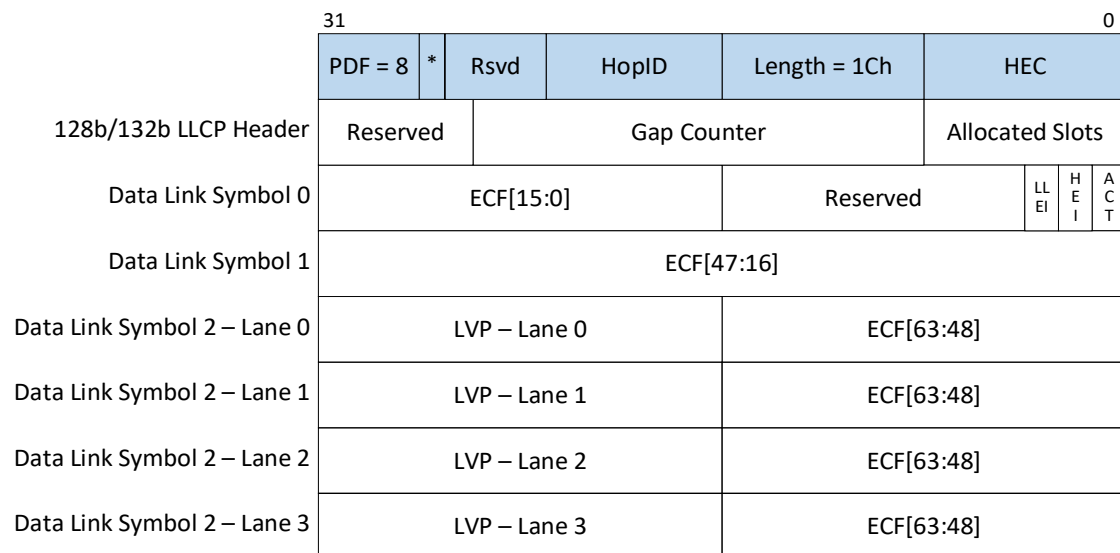 31 0
PDF = 8 * Rsvd HopID Length = 1Ch HEC
128b/132b LLCP Header Reserved Gap Counter Allocated Slots
Data Link Symbol 0 ECF[15:0] Reserved LLEI HEI ACT
Data Link Symbol 1 ECF[47:16]
Data Link Symbol 2 – Lane 0 LVP – Lane 0 ECF[63:48]
Data Link Symbol 2 – Lane 1 LVP – Lane 1 ECF[63:48]
Data Link Symbol 2 – Lane 2 LVP – Lane 2 ECF[63:48]
Data Link Symbol 2 – Lane 3 LVP – Lane 3 ECF[63:48]